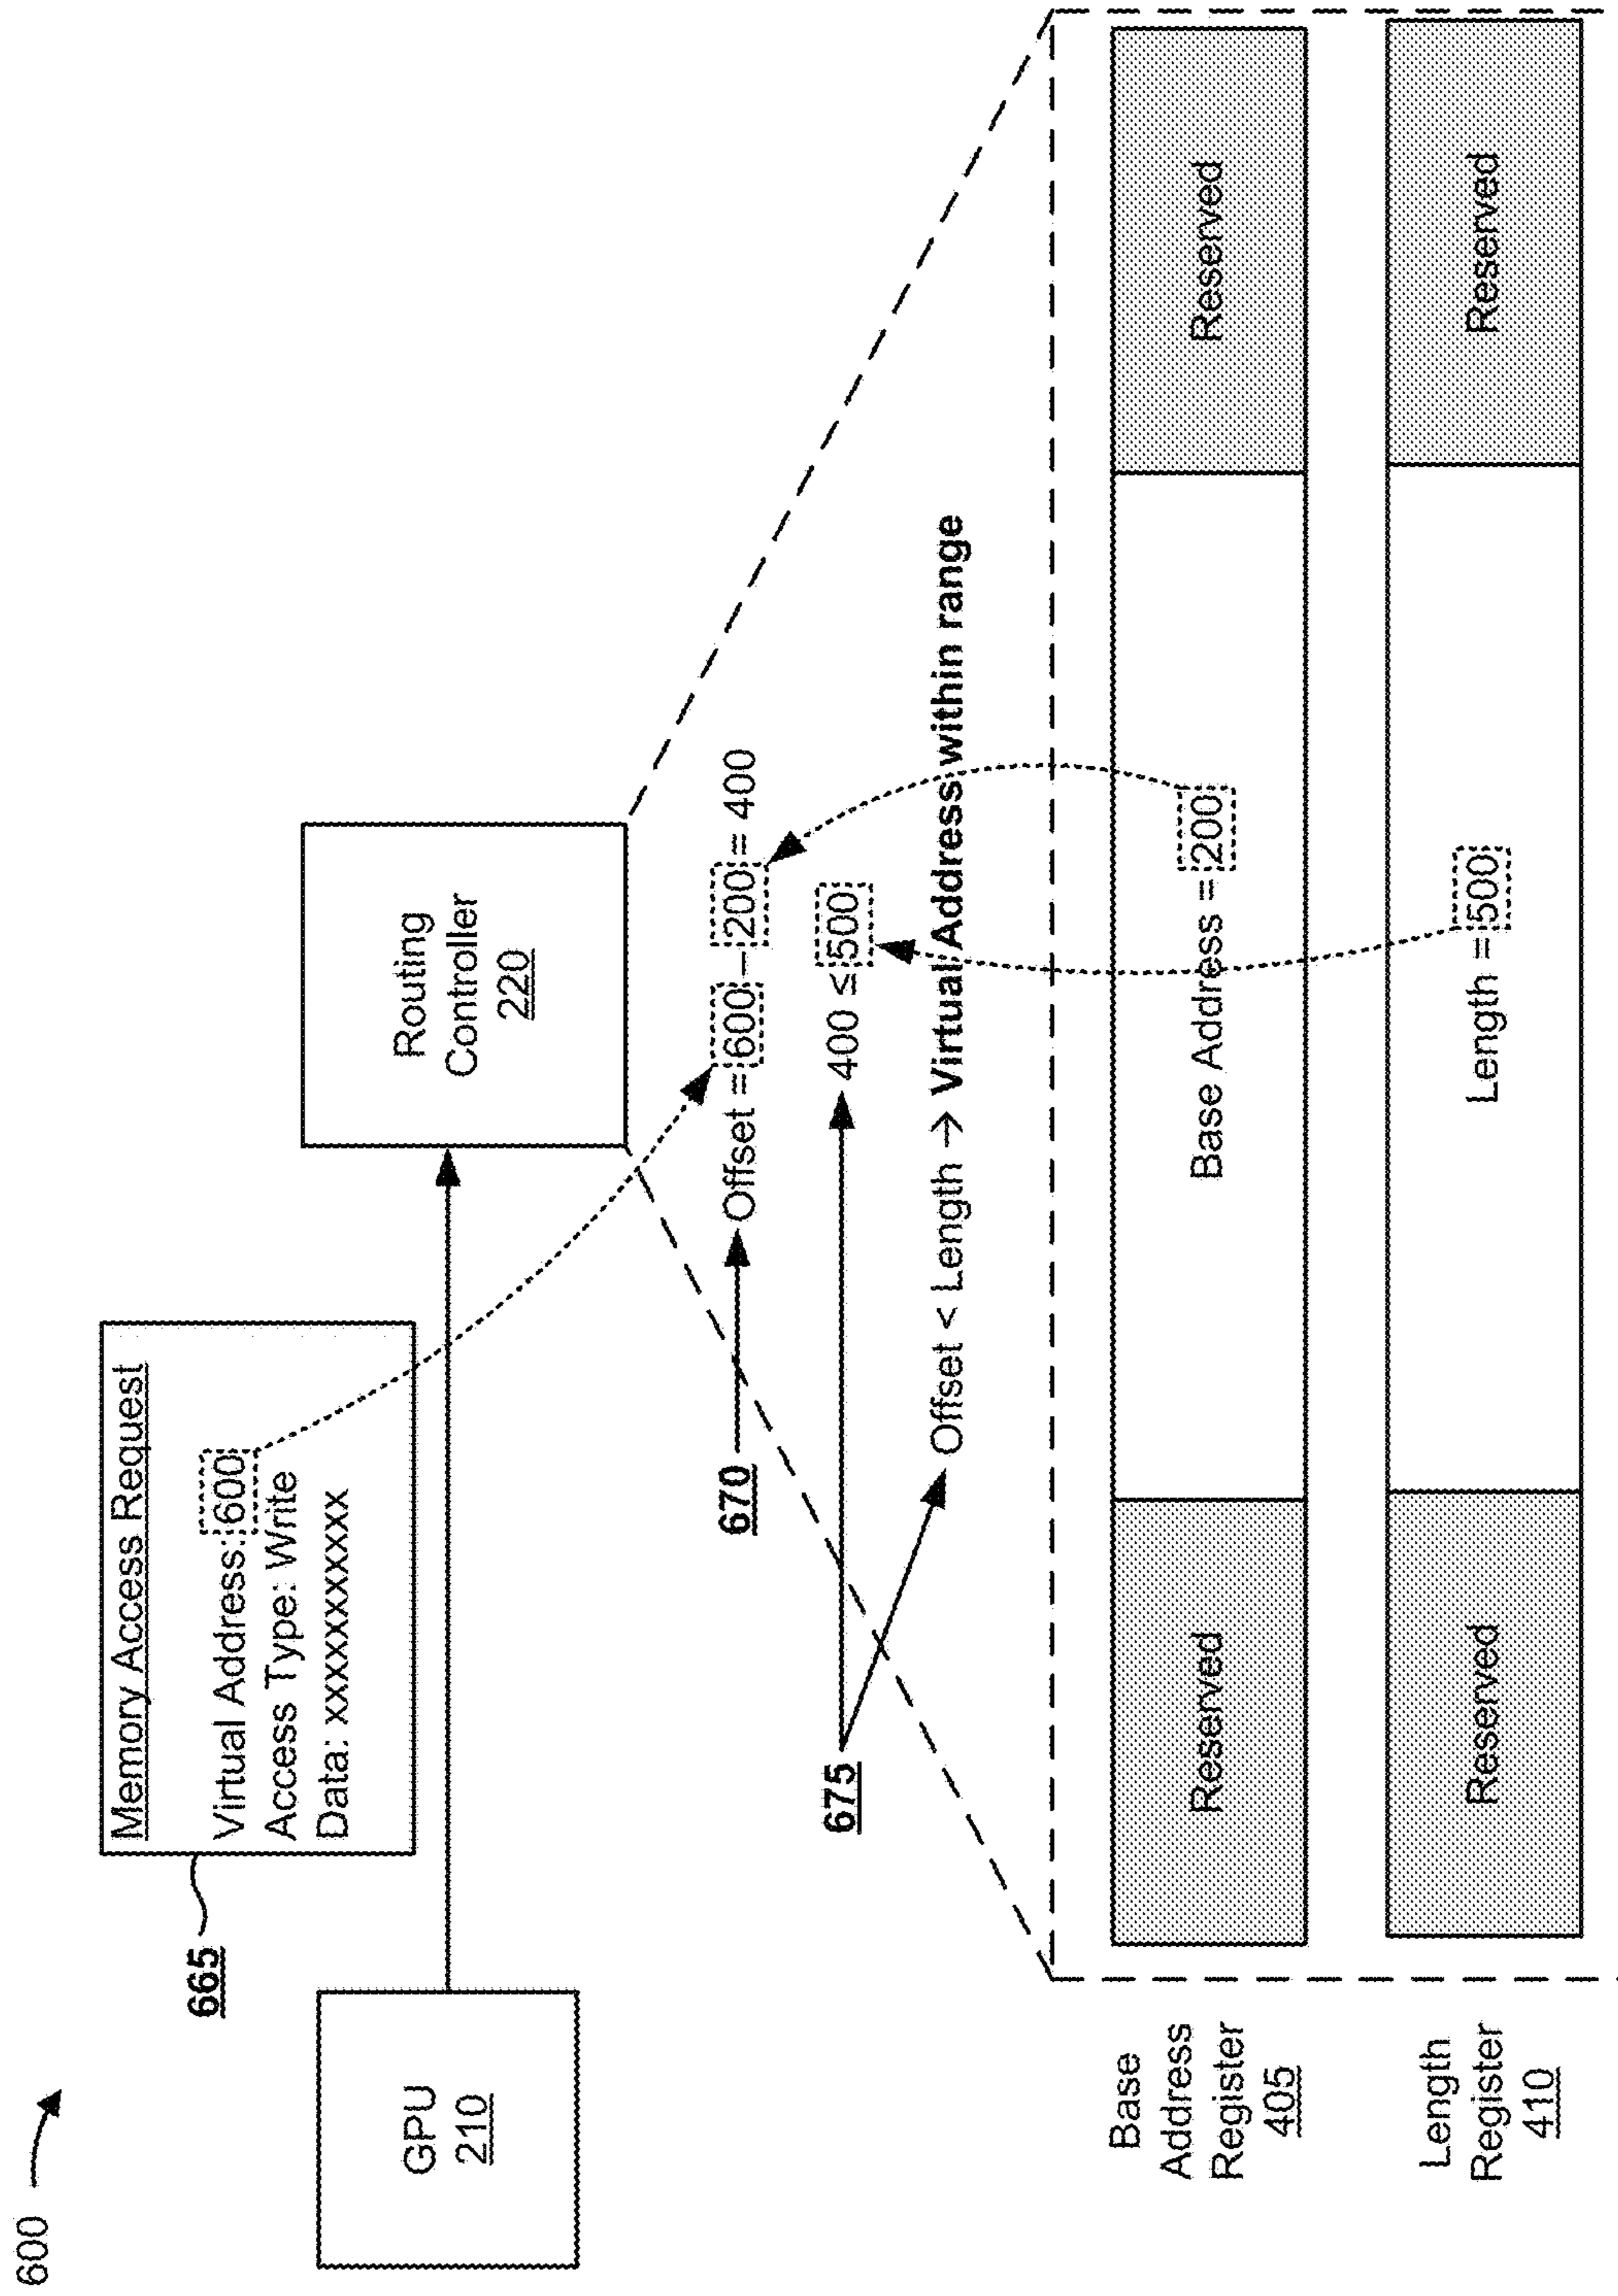 600
665
Memory Access Request
Virtual Address: 600
Access Type: Write
Data: xxxxxxxxxx
GPU
210
Routing
Controller
220
670
Offset = 600 – 200 = 400
675
400 ≤ 500
Offset < Length → Virtual Address within range
Base
Address
Register
405
Reserved
Base Address = 200
Reserved
Length
Register
410
Reserved
Length = 500
Reserved